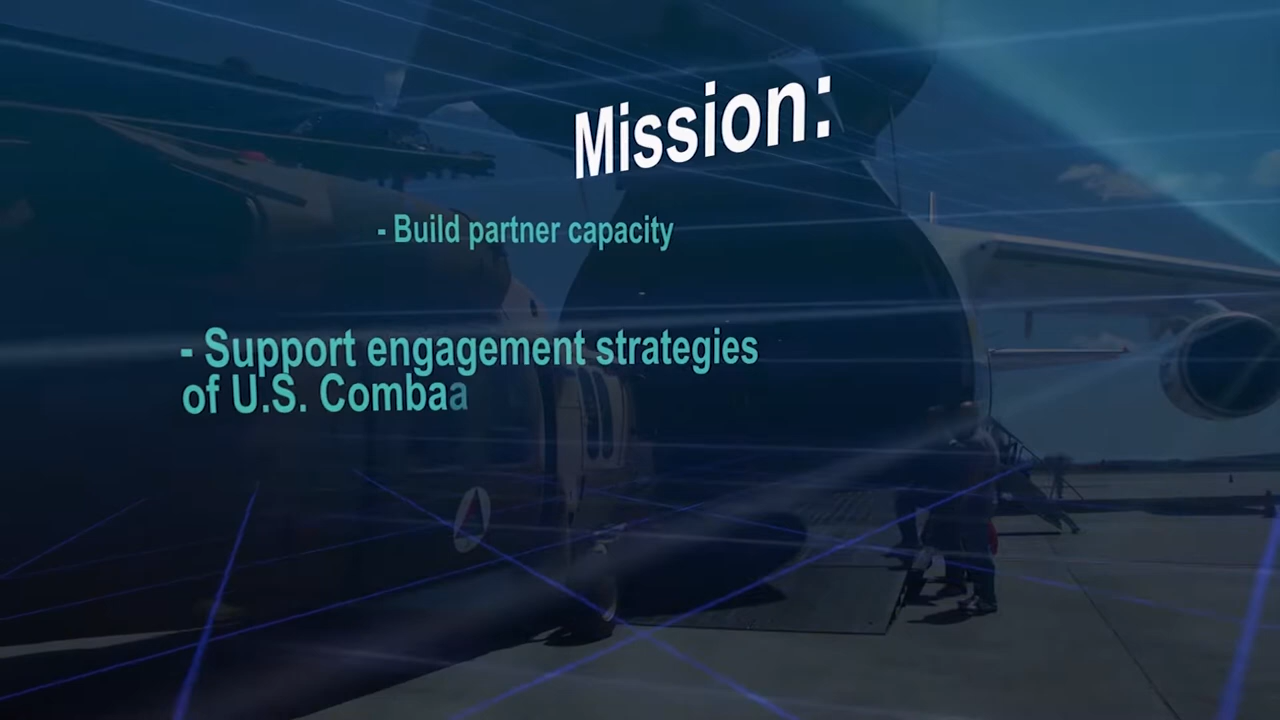 Mission:
- Build partner capacity
- Support engagement strategies
of U.S. Combaa